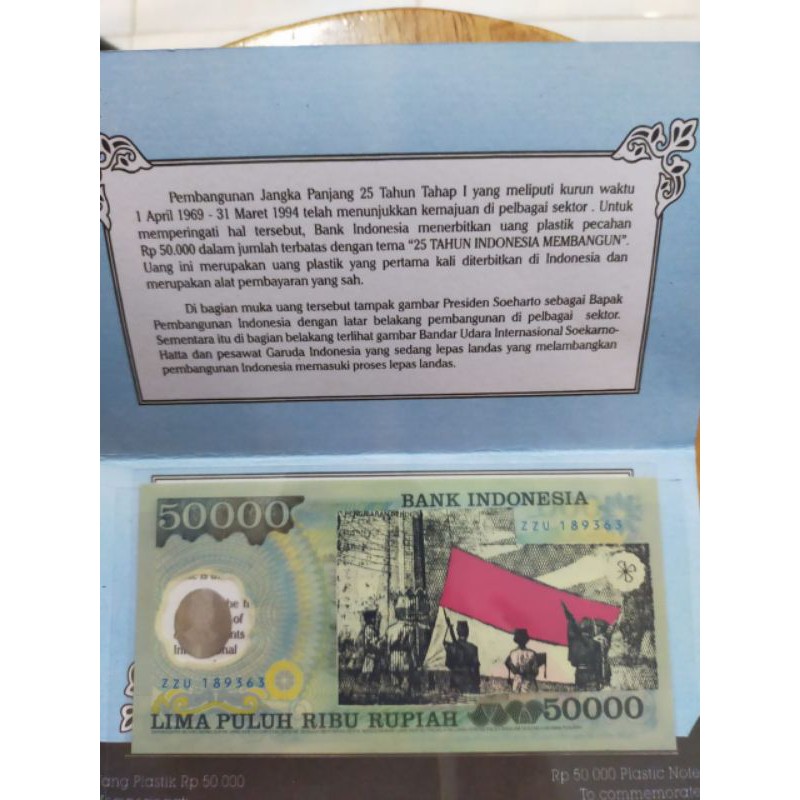 Pembangunan Jangka Panjang 25 Tahun Tahap I yang meliputi kurun waktu
1 April 1969 - 31 Maret 1994 telah menunjukkan kemajuan di pelbagai sektor . Untuk
memperingati hal tersebut, Bank Indonesia menerbitkan uang plastik pecahan
Rp 50.000 dalam jumlah terbatas dengan tema "25 TAHUN INDONESIA MEMBANGUN".
Uang ini merupakan uang plastik yang pertama kali diterbitkan di Indonesia dan
merupakan alat pembayaran yang sah.
Di bagian muka uang tersebut tampak gambar Presiden Soeharto sebagai Bapak
Pembangunan Indonesia dengan latar belakang pembangunan di pelbagai sektor.
Sementara itu di bagian belakang terlihat gambar Bandar Udara Internasional Soekarno-
Hatta dan pesawat Garuda Indonesia yang sedang lepas landas yang melambangkan
pembangunan Indonesia memasuki proses lepas landas.
50000
BANK INDONESIA
ZZU 189363
of
ZZU 189363
LIMA PULUH RIBU RUPIAH
50000
Plastik Rp 50 000
Rp 50 000 Plastic Note
To commemorate